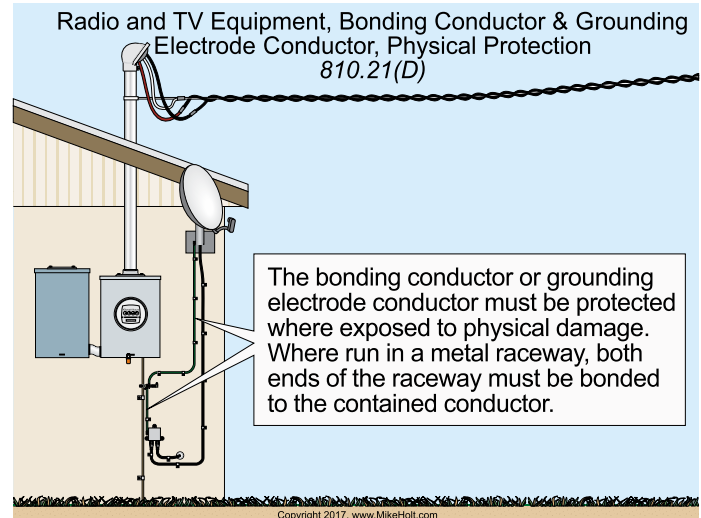 Radio and TV Equipment, Bonding Conductor & Grounding
Electrode Conductor, Physical Protection
810.21(D)
The bonding conductor or grounding
electrode conductor must be protected
where exposed to physical damage.
Where run in a metal raceway, both
ends of the raceway must be bonded
to the contained conductor.
Copyright 2017, www.MikeHolt.com